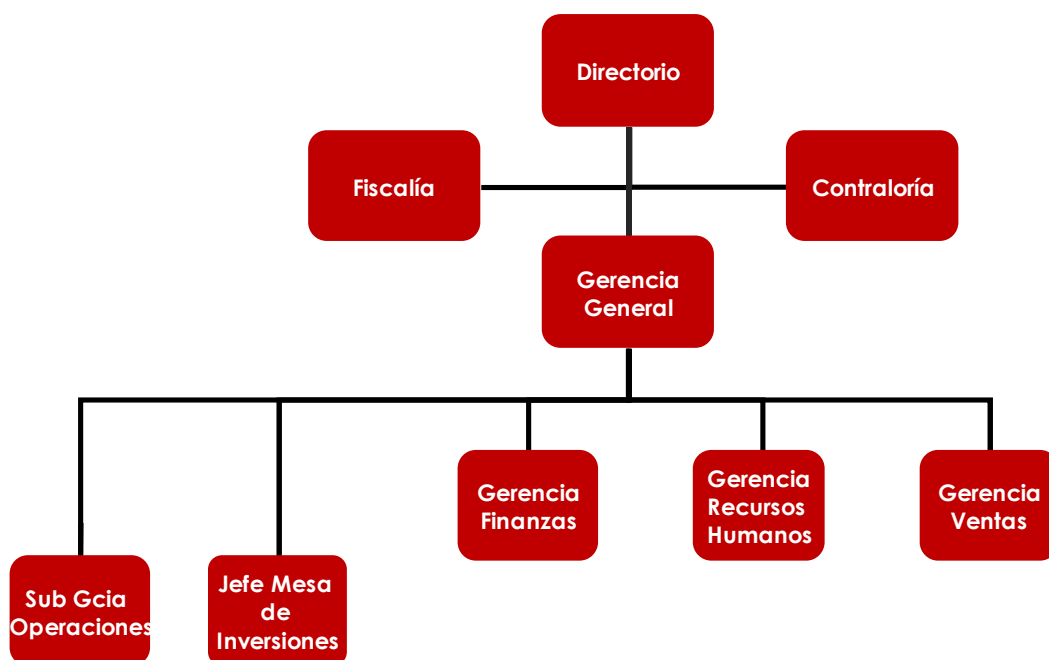 Directorio
Fiscalía
Contraloría
Gerencia
General
Gerencia
Finanzas
Gerencia
Recursos
Humanos
Gerencia
Ventas
Sub Gcia
Operaciones
Jefe Mesa
de
Inversiones